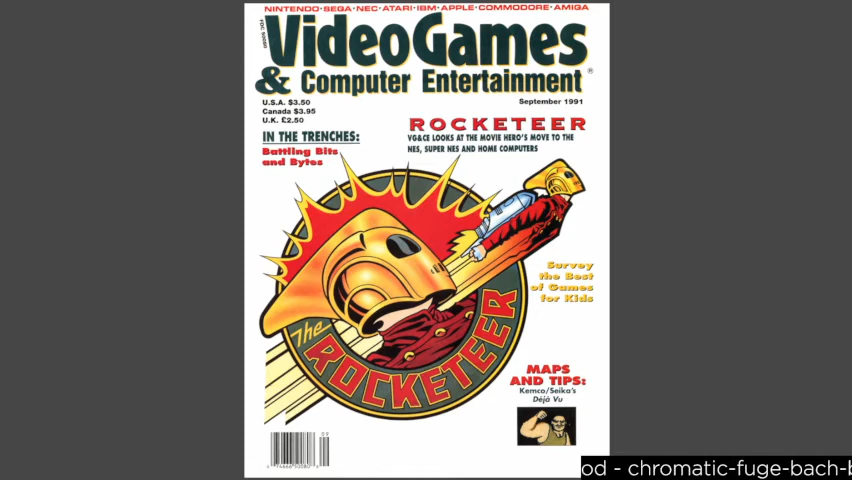 NINTENDO•SEGA•NEC•ATARI•IBM•APPLE•COMMODORE•AMIGA
VideoGames
& Computer Entertainment
U.S.A. $3.50
Canada $3.95
U.K. £2.50
September 1991
IN THE TRENCHES:
Battling Bits
and Bytes
ROCKETEER
VG&CE LOOKS AT THE MOVIE HERO'S MOVE TO THE
NES, SUPER NES AND HOME COMPUTERS
Survey
the Best
of Games
for Kids
The
ROCKETEER
MAPS
AND TIPS:
Kemco/Seika's
Déjà Vu
09
od - chromatic-fuge-bach-b